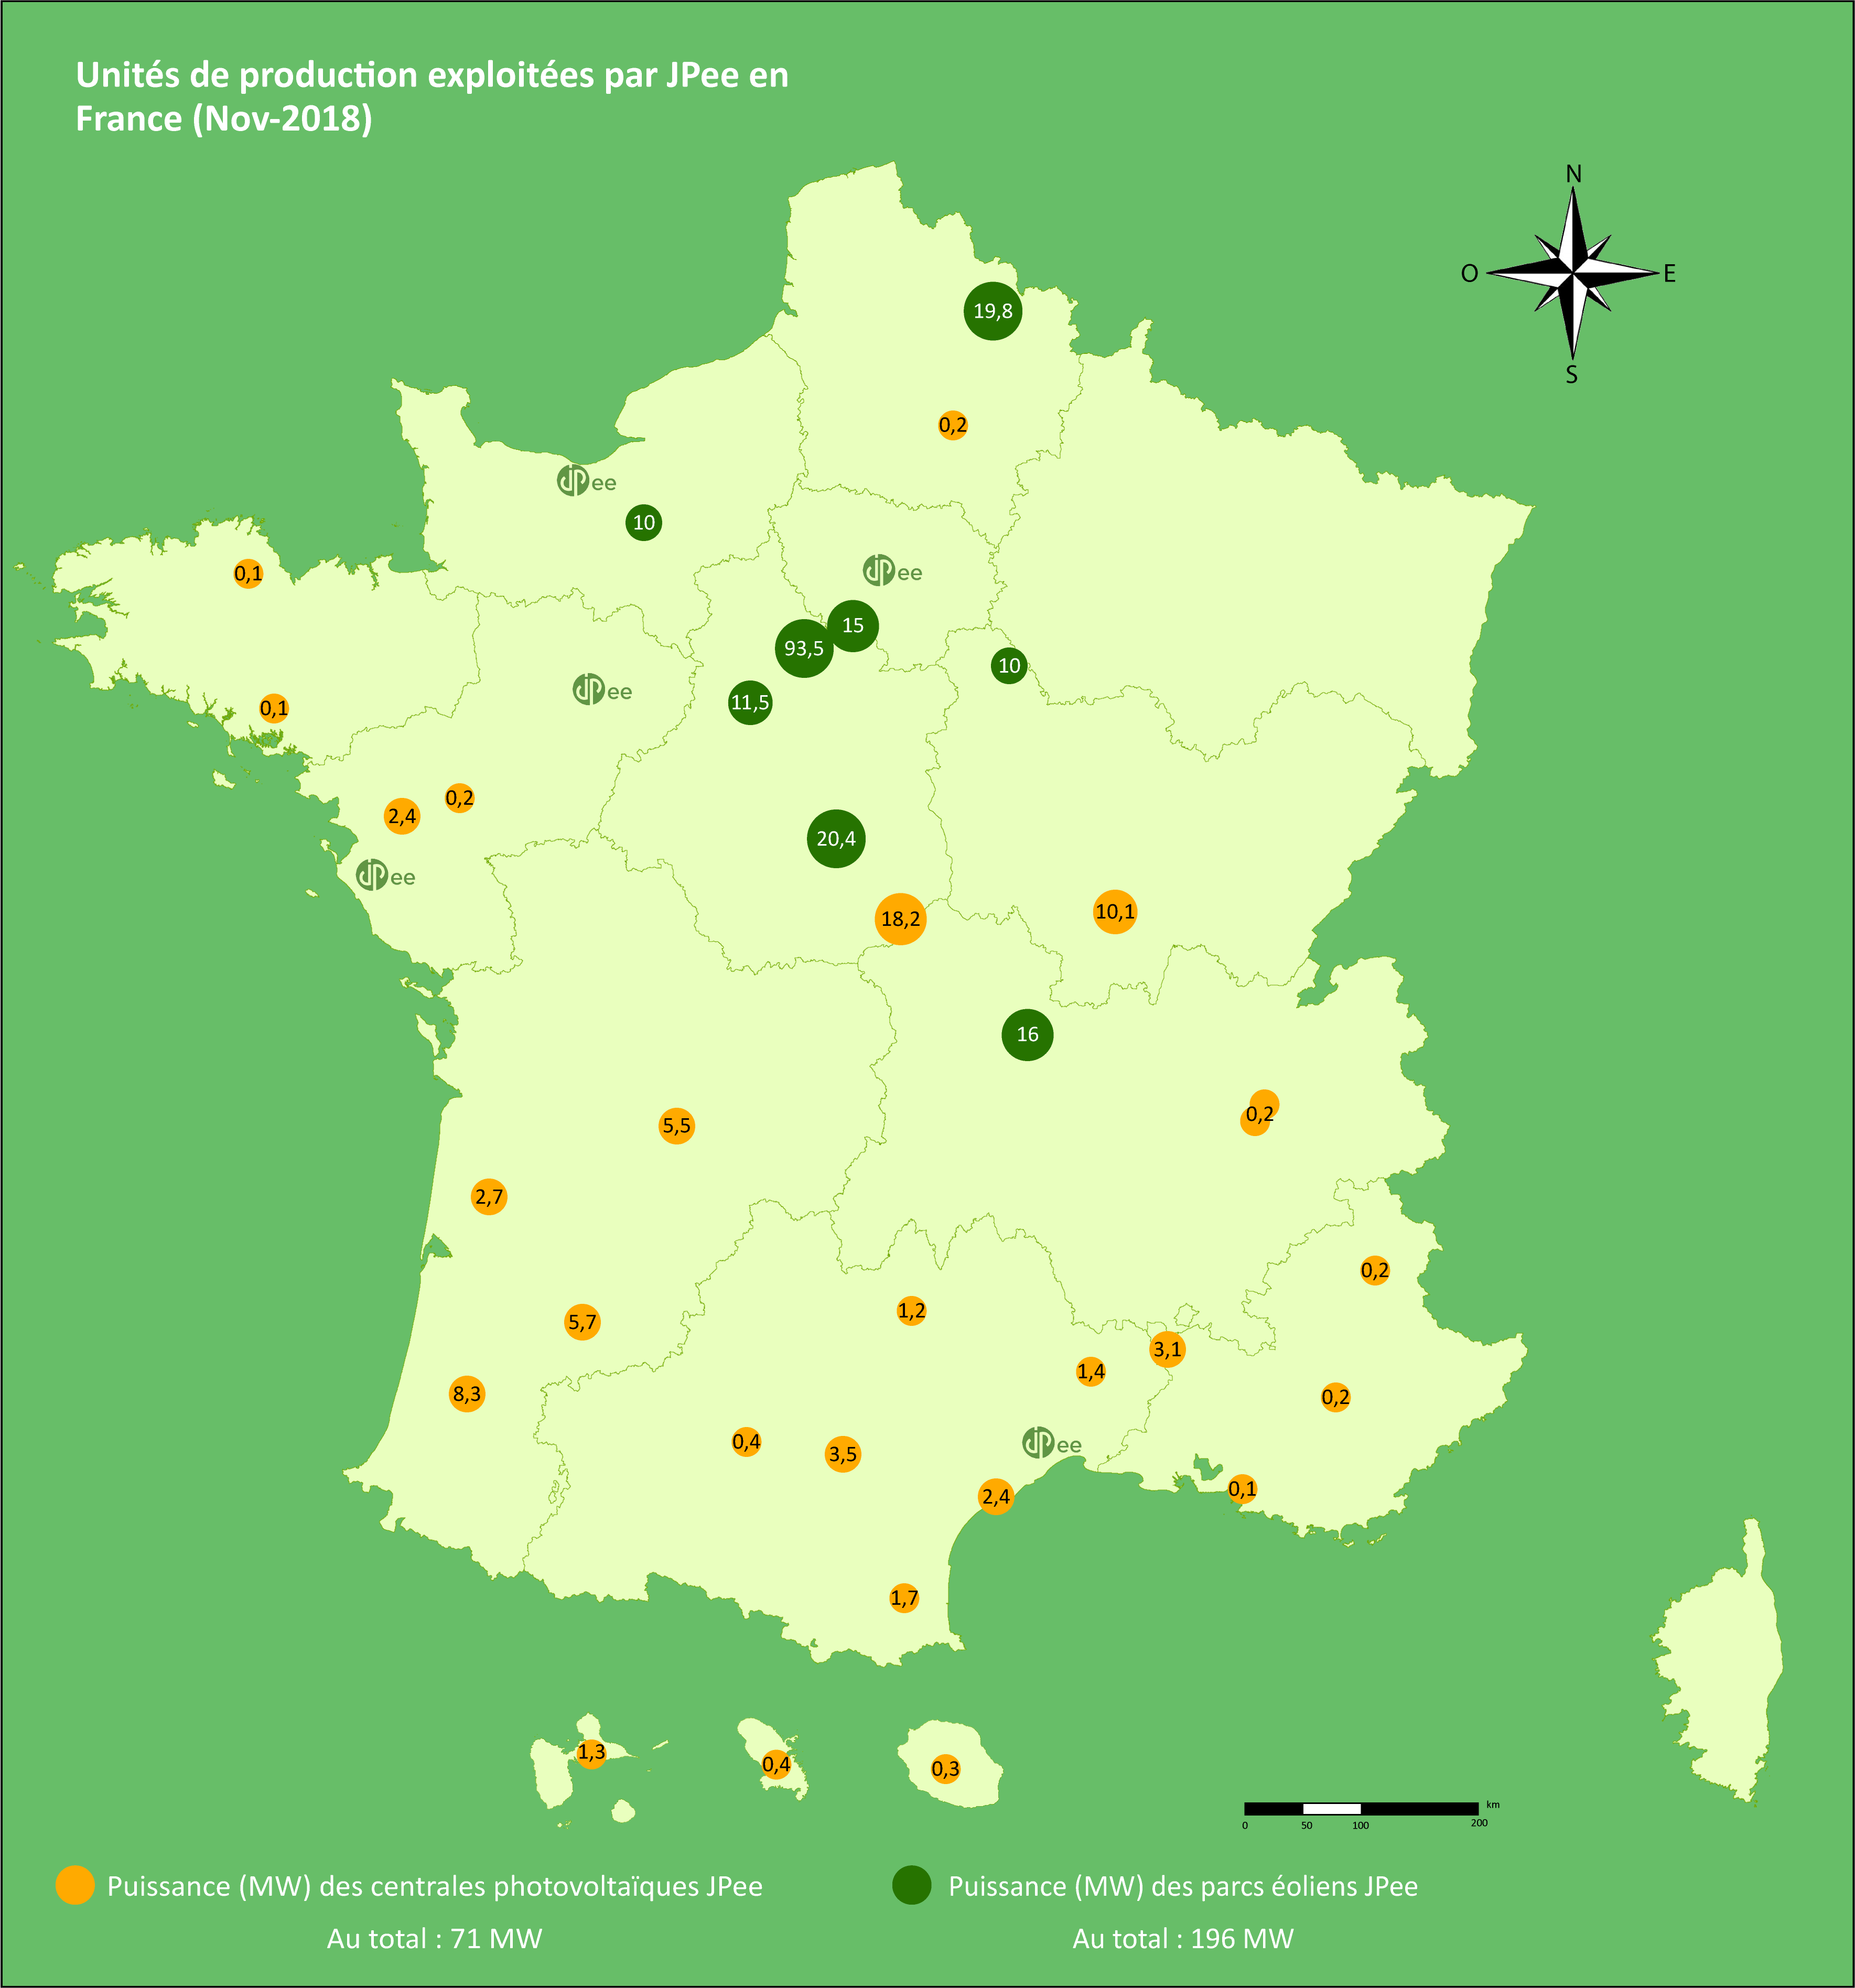 Unités de production exploitées par JPee en
France (Nov-2018)
N
O
E
S
19,8
0,2
JPee
10
JPee
0,1
15
93,5
10
JPee
11,5
0,1
0,2
2,4
20,4
JPee
10,1
18,2
16
0,2
5,5
2,7
0,2
1,2
5,7
3,1
1,4
8,3
0,2
0,4
JPee
3,5
0,1
2,4
1,7
1,3
0,4
0,3
km
0 50 100 200
Puissance (MW) des centrales photovoltaïques JPee
Au total : 71 MW
Puissance (MW) des parcs éoliens JPee
Au total : 196 MW